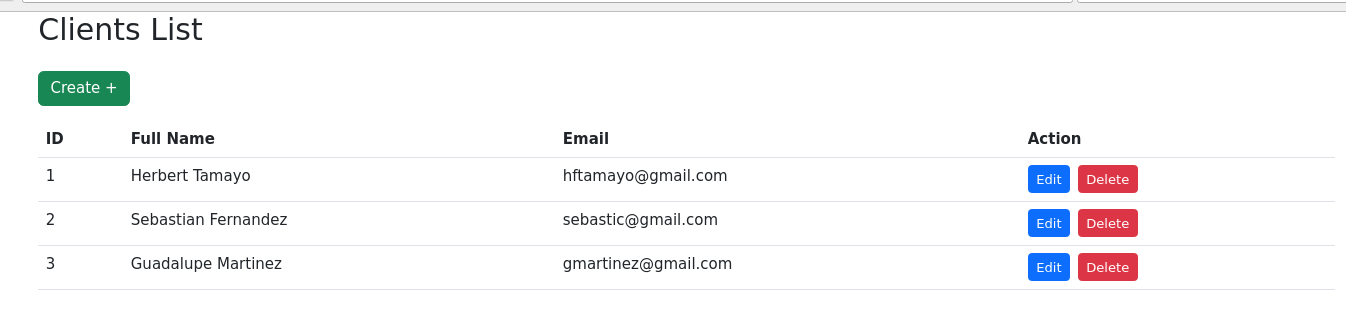 Clients List
Create +
ID Full Name Email Action
1 Herbert Tamayo hftamayo@gmail.com Edit Delete
2 Sebastian Fernandez sebastic@gmail.com Edit Delete
3 Guadalupe Martinez gmartinez@gmail.com Edit Delete